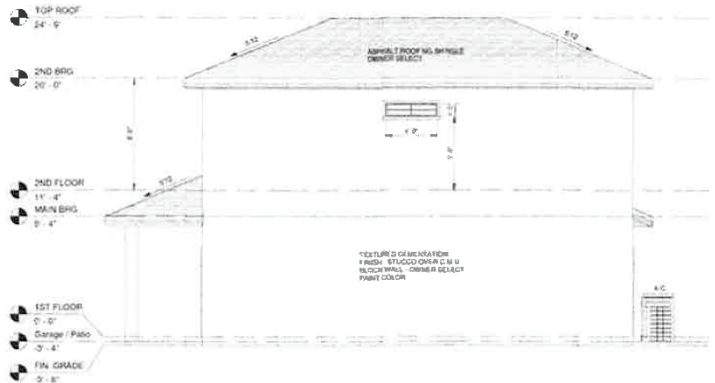 TOP ROOF
24' - 9"
5:12
5:12
ASPHALT ROOFING SHINGLE
OWNER SELECT
2ND BRG
20' - 0"
2ND FLOOR
11' - 4"
5:12
MAIN BRG
9' - 4"
TEXTURED CEMENTATION
FINISH STUCCO OVER C.M.U
BLOCK WALL - OWNER SELECT
PAINT COLOR
A/C
1ST FLOOR
0' - 0"
Garage / Patio
-0' - 4"
FIN. GRADE
-0' - 8"